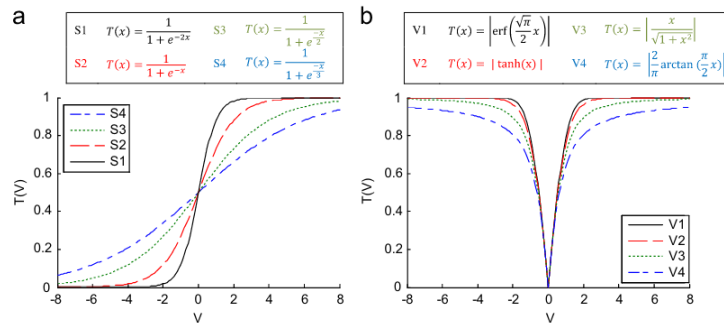 a
S1 T(x) = 1/(1 + e^{-2x}) S3 T(x) = 1/(1 + e^{-x/2})
S2 T(x) = 1/(1 + e^{-x}) S4 T(x) = 1/(1 + e^{-x/3})
1
0.8
0.6
0.4
0.2
0
T(V)
S4
S3
S2
S1
-8 -6 -4 -2 0 2 4 6 8
V
b
V1 T(x) = |erf(√π/2 x)| V3 T(x) = |x/√(1 + x²)|
V2 T(x) = | tanh(x) | V4 T(x) = |2/π arctan (π/2 x)|
1
0.8
0.6
0.4
0.2
0
T(V)
V1
V2
V3
V4
-8 -6 -4 -2 0 2 4 6 8
V